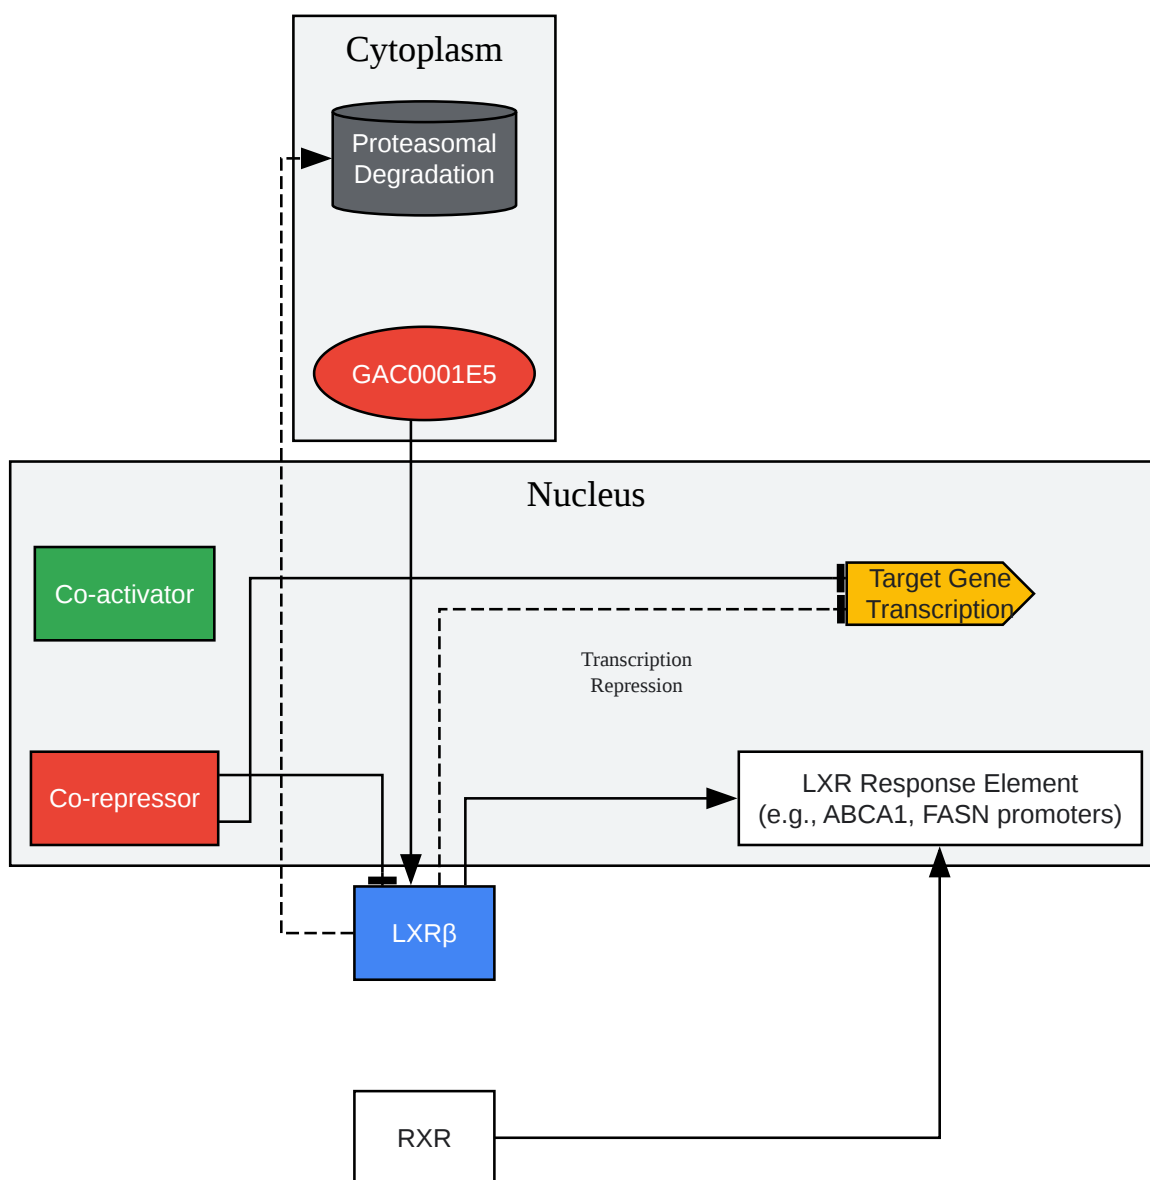 Cytoplasm
Proteasomal
Degradation
GAC0001E5
Nucleus
Co-activator
Target Gene
Transcription
Transcription
Repression
Co-repressor
LXR Response Element
(e.g., ABCA1, FASN promoters)
LXRβ
RXR